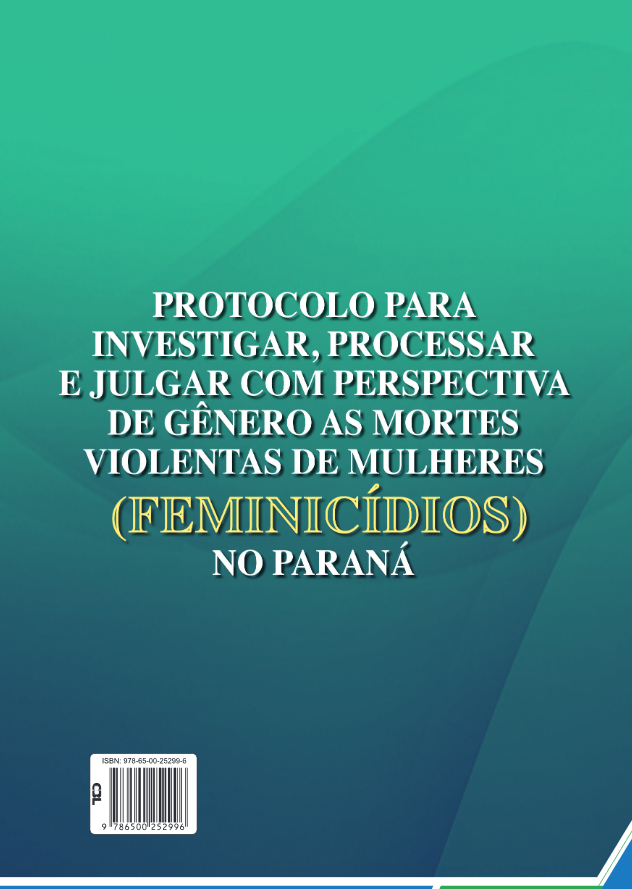 PROTOCOLO PARA
INVESTIGAR, PROCESSAR
E JULGAR COM PERSPECTIVA
DE GÊNERO AS MORTES
VIOLENTAS DE MULHERES
(FEMINICÍDIOS)
NO PARANÁ
ISBN: 978-65-00-25299-6
CBL
9 786500 252996